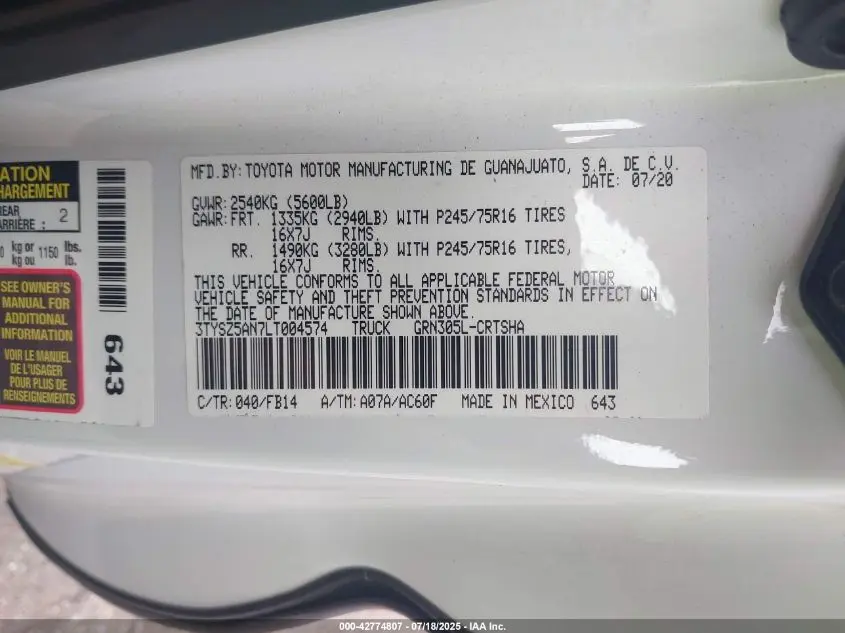 ATION
HARGEMENT
REAR
ARRIÈRE : 2
kg or 1150 lbs.
kg ou lb.
SEE OWNER'S
MANUAL FOR
ADDITIONAL
INFORMATION
VOIR LE MANUEL
DE L'USAGER
POUR PLUS DE
RENSEIGNEMENTS
643
MFD.BY:TOYOTA MOTOR MANUFACTURING DE GUANAJUATO, S.A. DE C.V.
DATE: 07/20
GVWR:2540KG (5600LB)
GAWR:FRT. 1335KG (2940LB) WITH P245/75R16 TIRES
16X7J RIMS.
RR. 1490KG (3280LB) WITH P245/75R16 TIRES,
16X7J RIMS.
THIS VEHICLE CONFORMS TO ALL APPLICABLE FEDERAL MOTOR
VEHICLE SAFETY AND THEFT PREVENTION STANDARDS IN EFFECT ON
THE DATE OF MANUFACTURE SHOWN ABOVE.
3TYSZ5AN7LT004574 TRUCK GRN305L-CRTSHA
C/TR:040/FB14 A/TM:A07A/AC60F MADE IN MEXICO 643
000-42774807 - 07/18/2025 - IAA Inc.